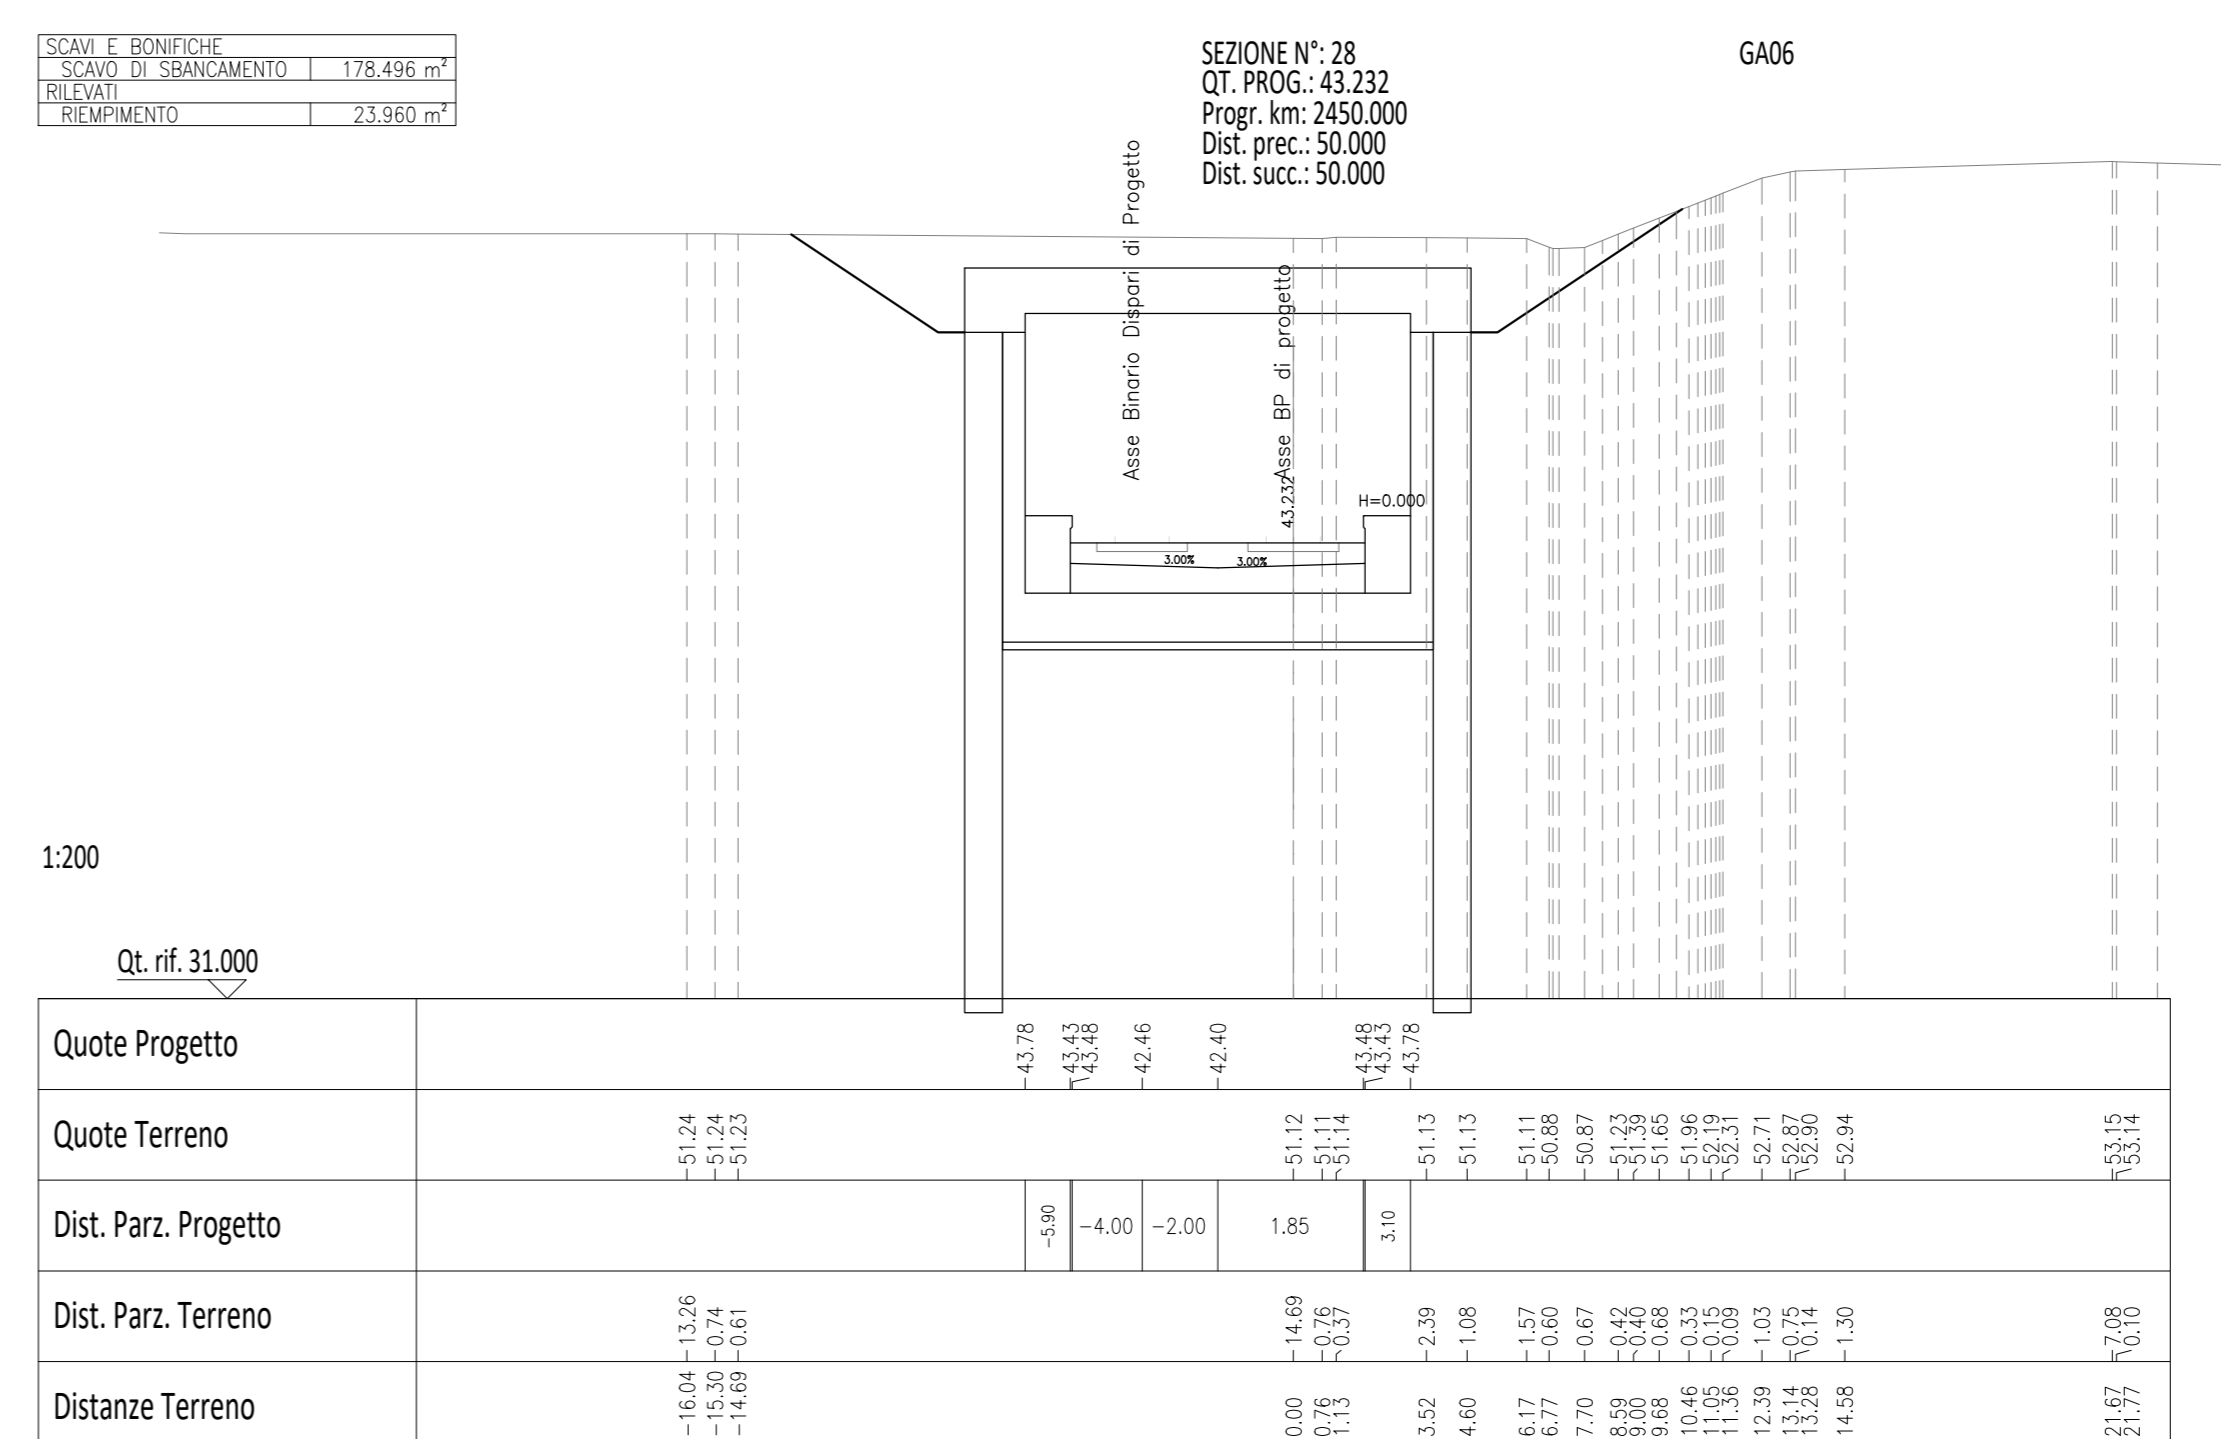 SCAVI E BONIFICHE
SCAVO DI SBANCAMENTO 178.496 m²
RILEVATI
RIEMPIMENTO 23.960 m²
SEZIONE N°: 28
QT. PROG.: 43.232
Progr. km: 2450.000
Dist. prec.: 50.000
Dist. succ.: 50.000
GA06
Asse Binario Dispari di Progetto
Asse BP di progetto
43.232
H=0.000
3.00% 3.00%
1:200
Qt. rif. 31.000
Quote Progetto 43.78 43.43 43.48 42.46 42.40 43.48 43.43 43.78
Quote Terreno 51.24 51.24 51.23 51.12 51.11 51.14 51.13 51.13 51.11 50.88 50.87 51.23 51.39 51.65 51.96 52.19 52.31 52.71 52.87 52.90 52.94 53.15 53.14
Dist. Parz. Progetto -5.90 -4.00 -2.00 1.85 3.10
Dist. Parz. Terreno 13.26 0.74 0.61 14.69 0.76 0.37 2.39 1.08 1.57 0.60 0.67 0.42 0.40 0.68 0.33 0.15 0.09 1.03 0.75 0.14 1.30 7.08 0.10
Distanze Terreno -16.04 -15.30 -14.69 0.00 0.76 1.13 3.52 4.60 6.17 6.77 7.70 8.59 9.00 9.68 10.46 11.05 11.36 12.39 13.14 13.28 14.58 21.67 21.77